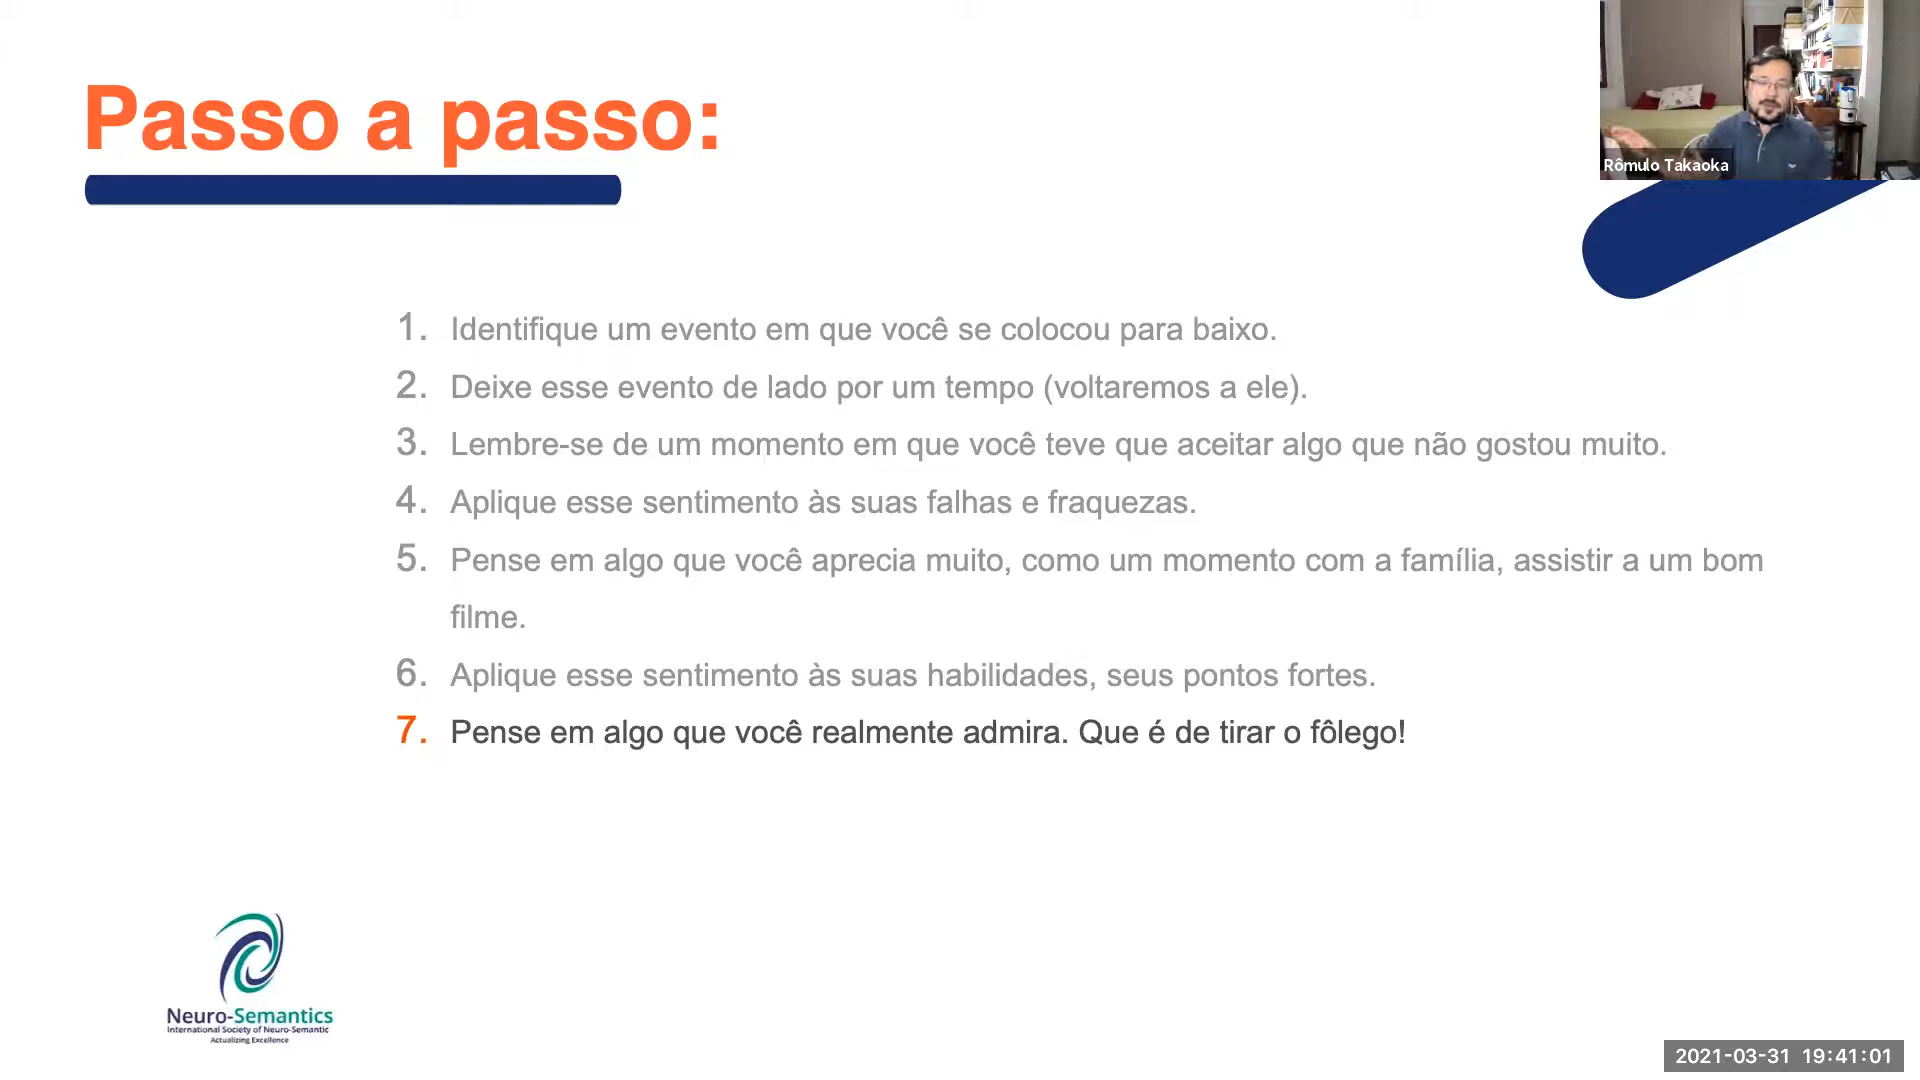 Passo a passo:
Rômulo Takaoka
1. Identifique um evento em que você se colocou para baixo.
2. Deixe esse evento de lado por um tempo (voltaremos a ele).
3. Lembre-se de um momento em que você teve que aceitar algo que não gostou muito.
4. Aplique esse sentimento às suas falhas e fraquezas.
5. Pense em algo que você aprecia muito, como um momento com a família, assistir a um bom
filme.
6. Aplique esse sentimento às suas habilidades, seus pontos fortes.
7. Pense em algo que você realmente admira. Que é de tirar o fôlego!
Neuro-Semantics
International Society of Neuro-Semantic
Actualizing Excellence
2021-03-31 19:41:01